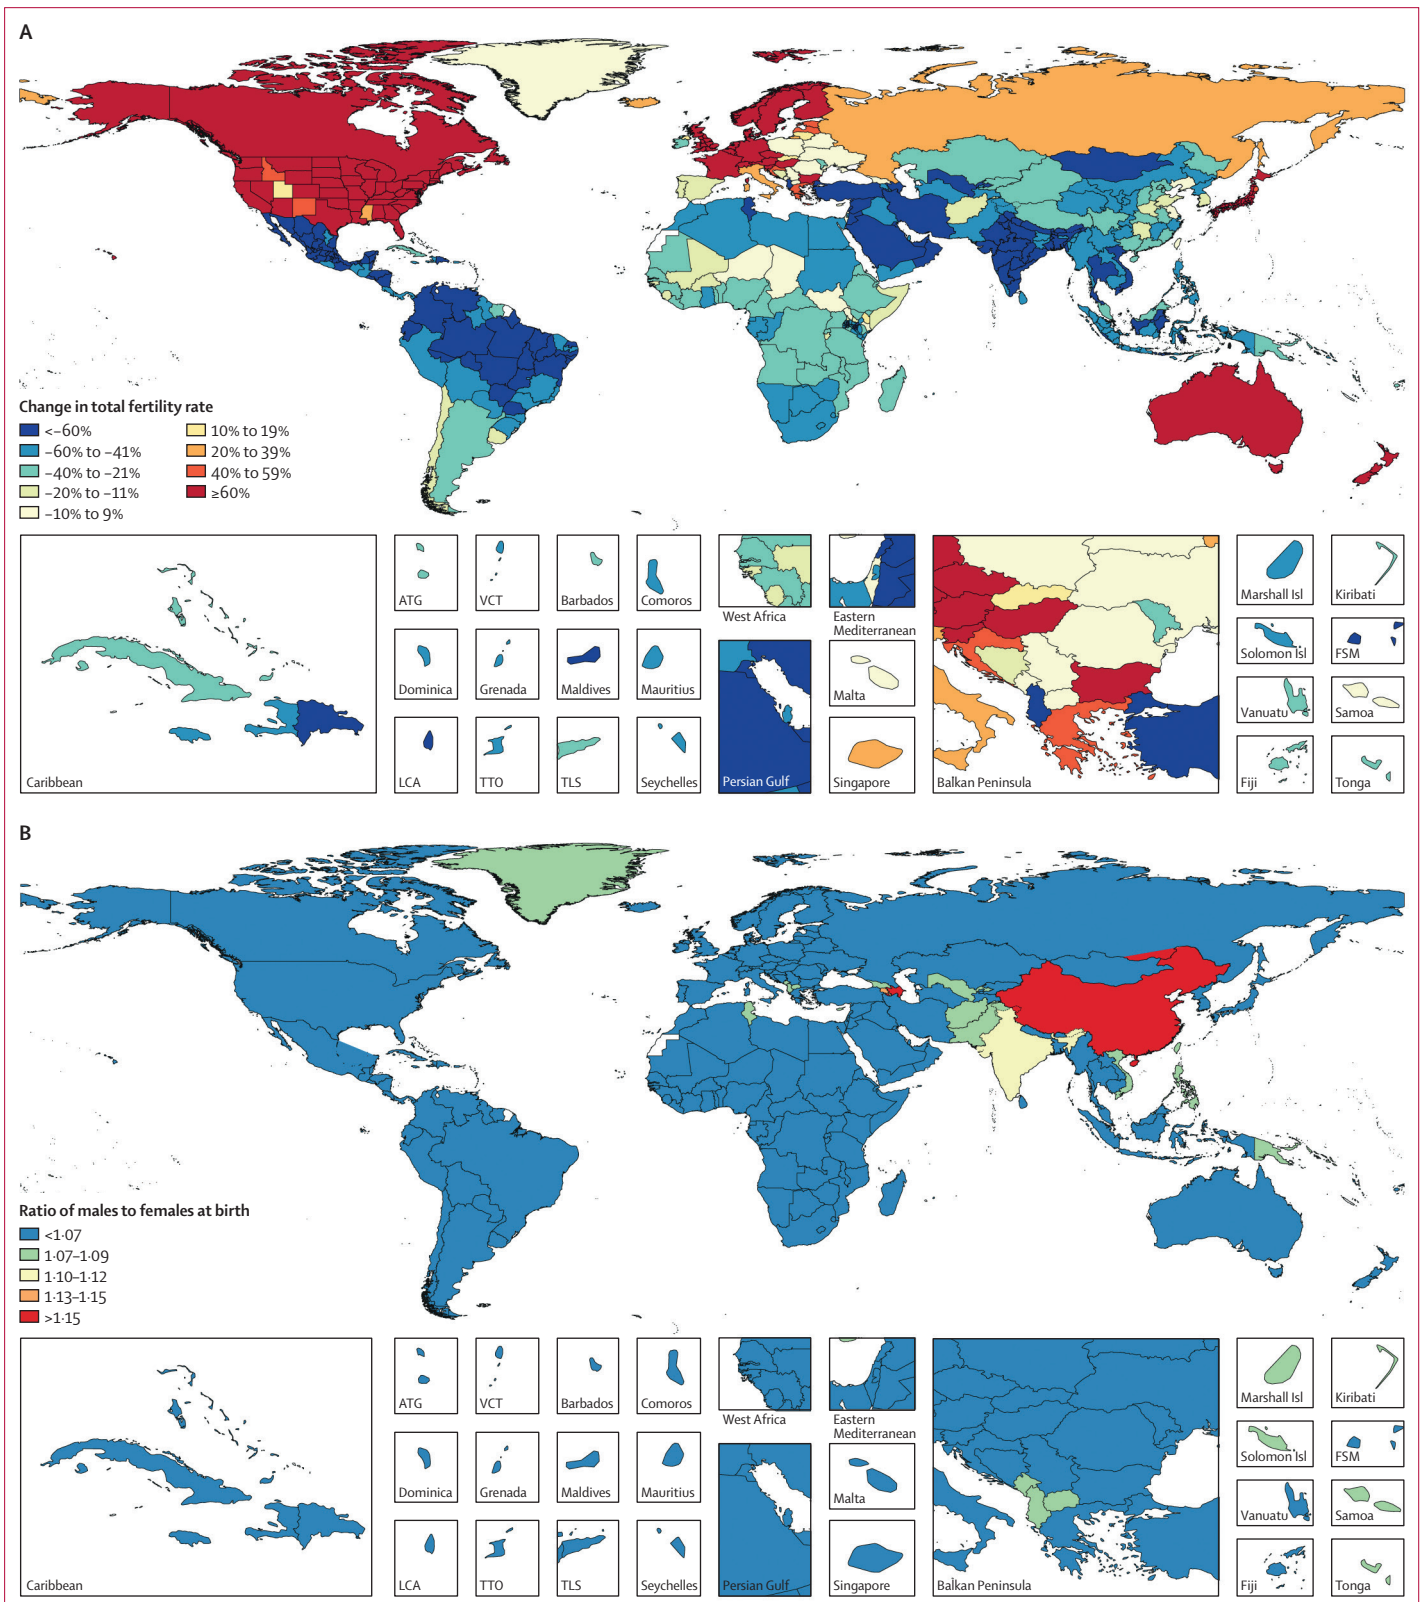 A
Change in total fertility rate
<–60%
–60% to –41%
–40% to –21%
–20% to –11%
–10% to 9%
10% to 19%
20% to 39%
40% to 59%
≥60%
Caribbean
ATG
VCT
Barbados
Comoros
Dominica
Grenada
Maldives
Mauritius
LCA
TTO
TLS
Seychelles
West Africa
Eastern
Mediterranean
Persian Gulf
Malta
Singapore
Balkan Peninsula
Marshall Isl
Kiribati
Solomon Isl
FSM
Vanuatu
Samoa
Fiji
Tonga
B
Ratio of males to females at birth
<1·07
1·07–1·09
1·10–1·12
1·13–1·15
>1·15
Caribbean
ATG
VCT
Barbados
Comoros
Dominica
Grenada
Maldives
Mauritius
LCA
TTO
TLS
Seychelles
West Africa
Eastern
Mediterranean
Persian Gulf
Malta
Singapore
Balkan Peninsula
Marshall Isl
Kiribati
Solomon Isl
FSM
Vanuatu
Samoa
Fiji
Tonga